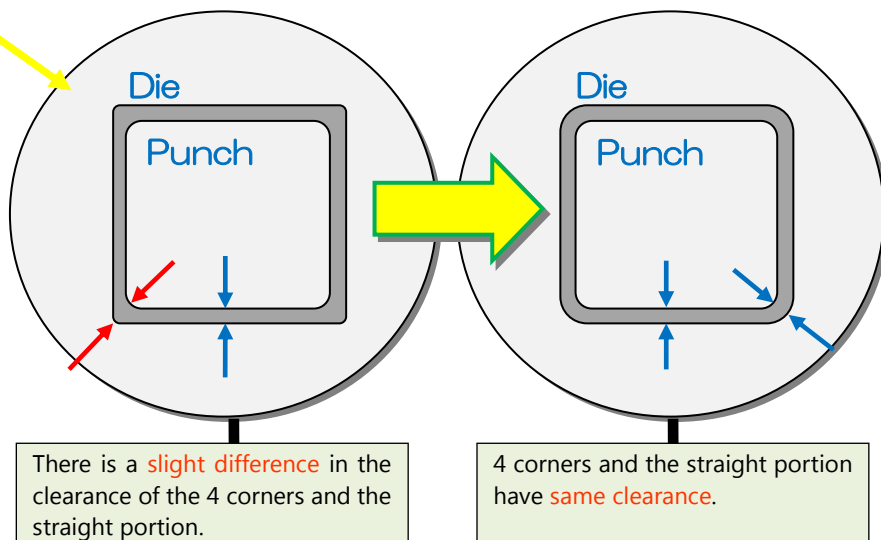 Die
Punch
Die
Punch
There is a slight difference in the
clearance of the 4 corners and the
straight portion.
4 corners and the straight portion
have same clearance.